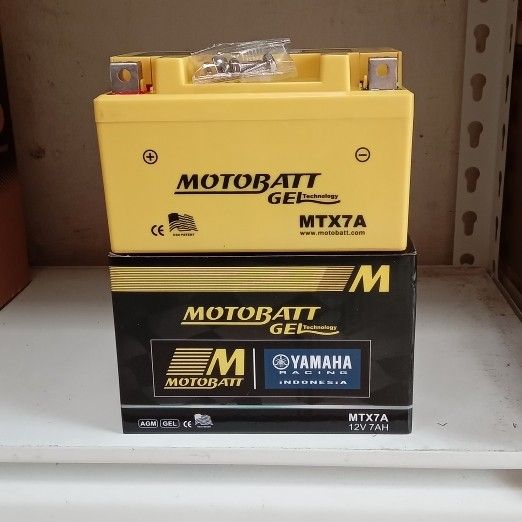 MOTOBATT
GEL Technology
MTX7A
www.motobatt.com
CE USA PATENT
M
MOTOBATT
GEL Technology
M
MOTOBATT
YAMAHA
RACING
INDONESIA
AGM GEL CE
MTX7A
12V 7AH